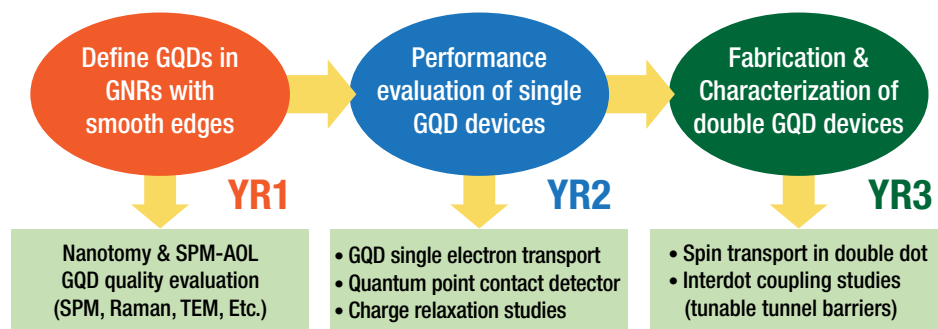 Define GQDs in
GNRs with
smooth edges
Performance
evaluation of single
GQD devices
Fabrication &
Characterization of
double GQD devices
YR1
YR2
YR3
Nanotomy & SPM-AOL
GQD quality evaluation
(SPM, Raman, TEM, Etc.)
• GQD single electron transport
• Quantum point contact detector
• Charge relaxation studies
• Spin transport in double dot
• Interdot coupling studies
(tunable tunnel barriers)